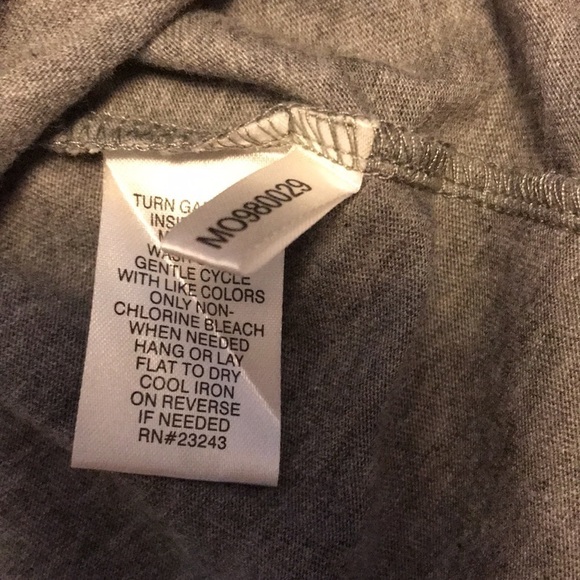 MO980029
TURN
INSI
GENTLE CYCLE
WITH LIKE COLORS
ONLY NON-
CHLORINE BLEACH
WHEN NEEDED
HANG OR LAY
FLAT TO DRY
COOL IRON
ON REVERSE
IF NEEDED
RN#23243